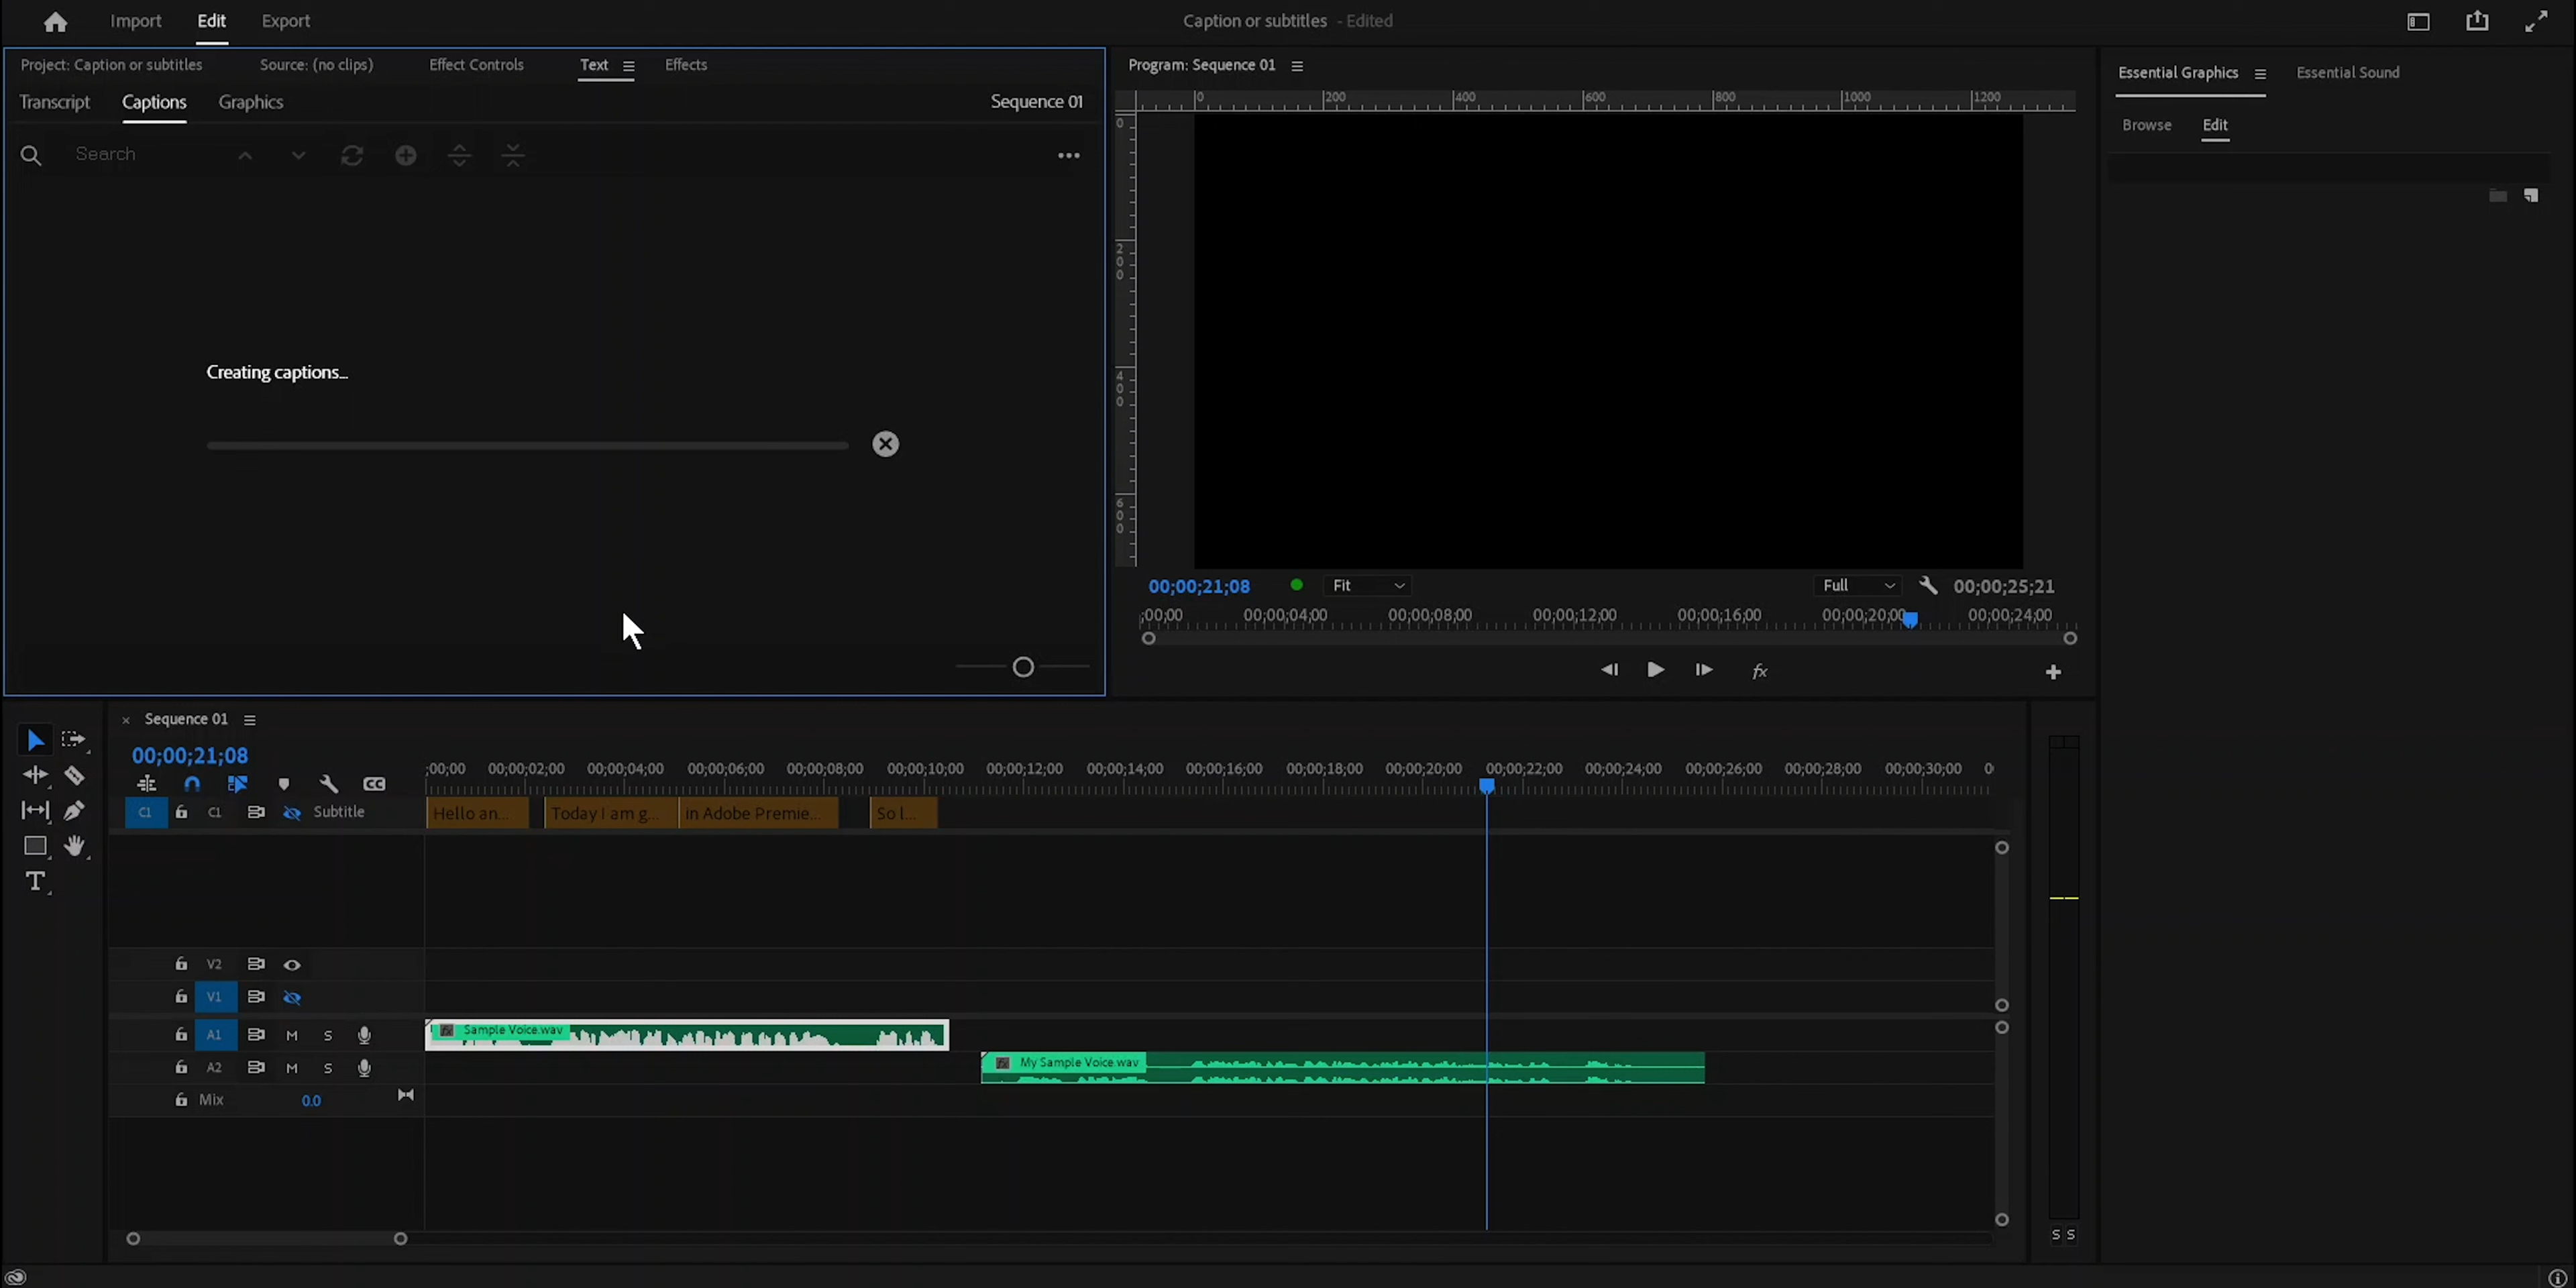 Import Edit Export Caption or subtitles - Edited
Project: Caption or subtitles Source: (no clips) Effect Controls Text Effects
Transcript Captions Graphics Sequence 01
Search
Creating captions...
Program: Sequence 01
0 200 400 600 800 1000 1200
0
200
400
600
00;00;21;08 Fit Full 00;00;25;21
;00;00 00;00;04;00 00;00;08;00 00;00;12;00 00;00;16;00 00;00;20;00 00;00;24;00
fx
Essential Graphics Essential Sound
Browse Edit
× Sequence 01
00;00;21;08
;00;00 00;00;02;00 00;00;04;00 00;00;06;00 00;00;08;00 00;00;10;00 00;00;12;00 00;00;14;00 00;00;16;00 00;00;18;00 00;00;20;00 00;00;22;00 00;00;24;00 00;00;26;00 00;00;28;00 00;00;30;00 0
CC
C1 C1 Subtitle Hello an... Today I am g... in Adobe Premie... So l...
T
V2
V1
A1 M S fx Sample Voice.wav
A2 M S fx My Sample Voice.wav
Mix 0.0
S S